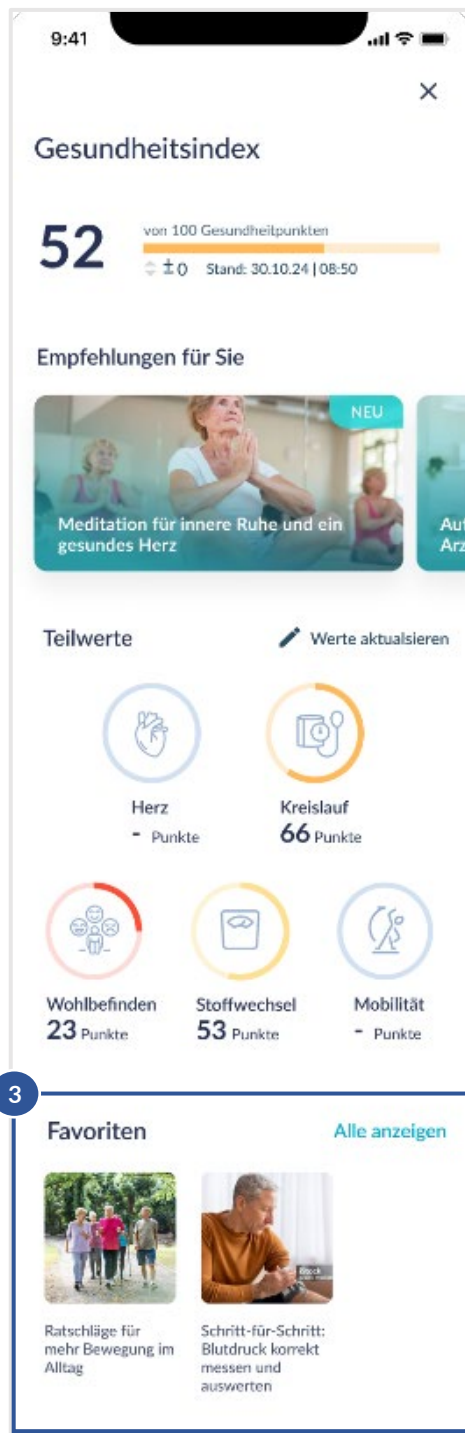 9:41
Gesundheitsindex
52
von 100 Gesundheitpunkten
±0 Stand: 30.10.24 | 08:50
Empfehlungen für Sie
NEU
Meditation für innere Ruhe und ein
gesundes Herz
Teilwerte
Werte aktualsieren
Herz
- Punkte
Kreislauf
66 Punkte
Wohlbefinden
23 Punkte
Stoffwechsel
53 Punkte
Mobilität
- Punkte
3
Favoriten
Alle anzeigen
iStock
Ratschläge für
mehr Bewegung im
Alltag
Schritt-für-Schritt:
Blutdruck korrekt
messen und
auswerten